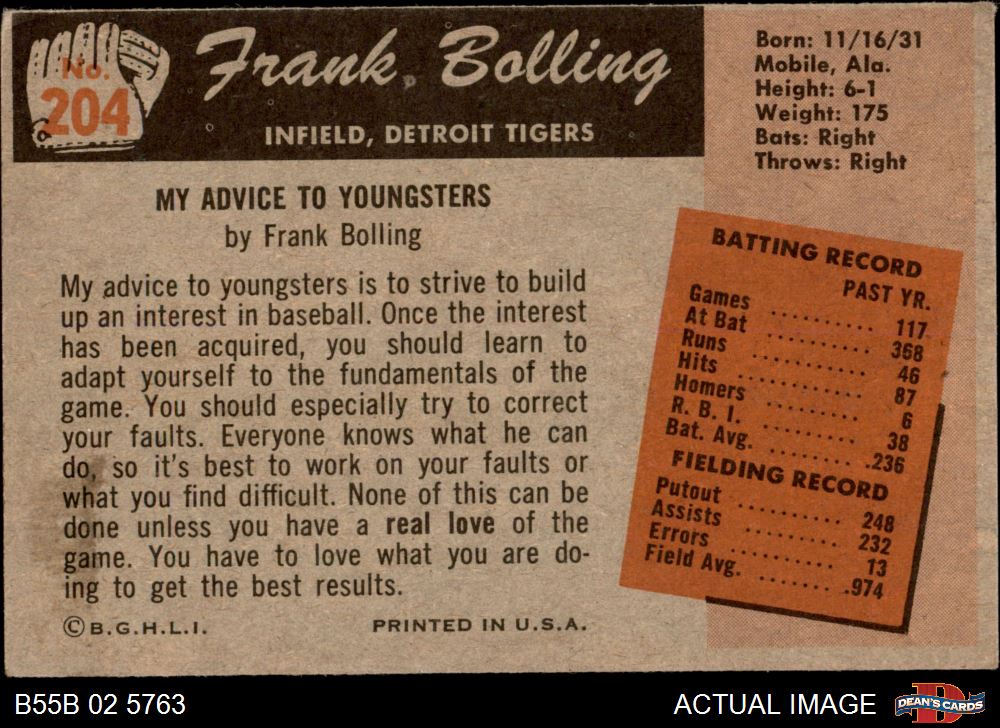 No.
204
Frank Bolling
INFIELD, DETROIT TIGERS
Born: 11/16/31
Mobile, Ala.
Height: 6-1
Weight: 175
Bats: Right
Throws: Right
MY ADVICE TO YOUNGSTERS
by Frank Bolling
My advice to youngsters is to strive to build
up an interest in baseball. Once the interest
has been acquired, you should learn to
adapt yourself to the fundamentals of the
game. You should especially try to correct
your faults. Everyone knows what he can
do, so it's best to work on your faults or
what you find difficult. None of this can be
done unless you have a real love of the
game. You have to love what you are do-
ing to get the best results.
© B.G.H.L.I. PRINTED IN U.S.A.
BATTING RECORD
PAST YR.
Games .......... 117
At Bat .......... 368
Runs .......... 46
Hits .......... 87
Homers .......... 6
R. B. I. .......... 38
Bat. Avg. .......... .236
FIELDING RECORD
Putout .......... 248
Assists .......... 232
Errors .......... 13
Field Avg. ....... .974
B55B 02 5763
ACTUAL IMAGE
DEAN'S CARDS